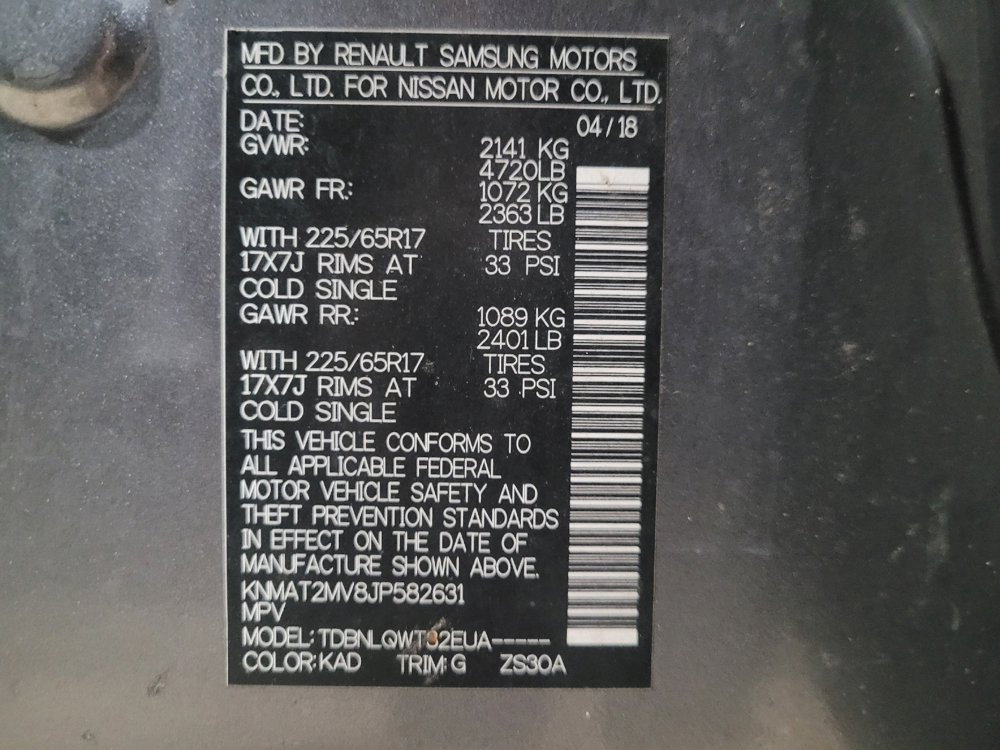 MFD BY RENAULT SAMSUNG MOTORS
CO., LTD. FOR NISSAN MOTOR CO., LTD.
DATE: 04/18
GVWR: 2141 KG
4720LB
GAWR FR.: 1072 KG
2363 LB
WITH 225/65R17 TIRES
17X7J RIMS AT 33 PSI
COLD SINGLE
GAWR RR.: 1089 KG
2401 LB
WITH 225/65R17 TIRES
17X7J RIMS AT 33 PSI
COLD SINGLE
THIS VEHICLE CONFORMS TO
ALL APPLICABLE FEDERAL
MOTOR VEHICLE SAFETY AND
THEFT PREVENTION STANDARDS
IN EFFECT ON THE DATE OF
MANUFACTURE SHOWN ABOVE.
KNMAT2MV8JP582631
MPV
MODEL: TDBNLQWT32EUA-----
COLOR: KAD TRIM: G ZS30A